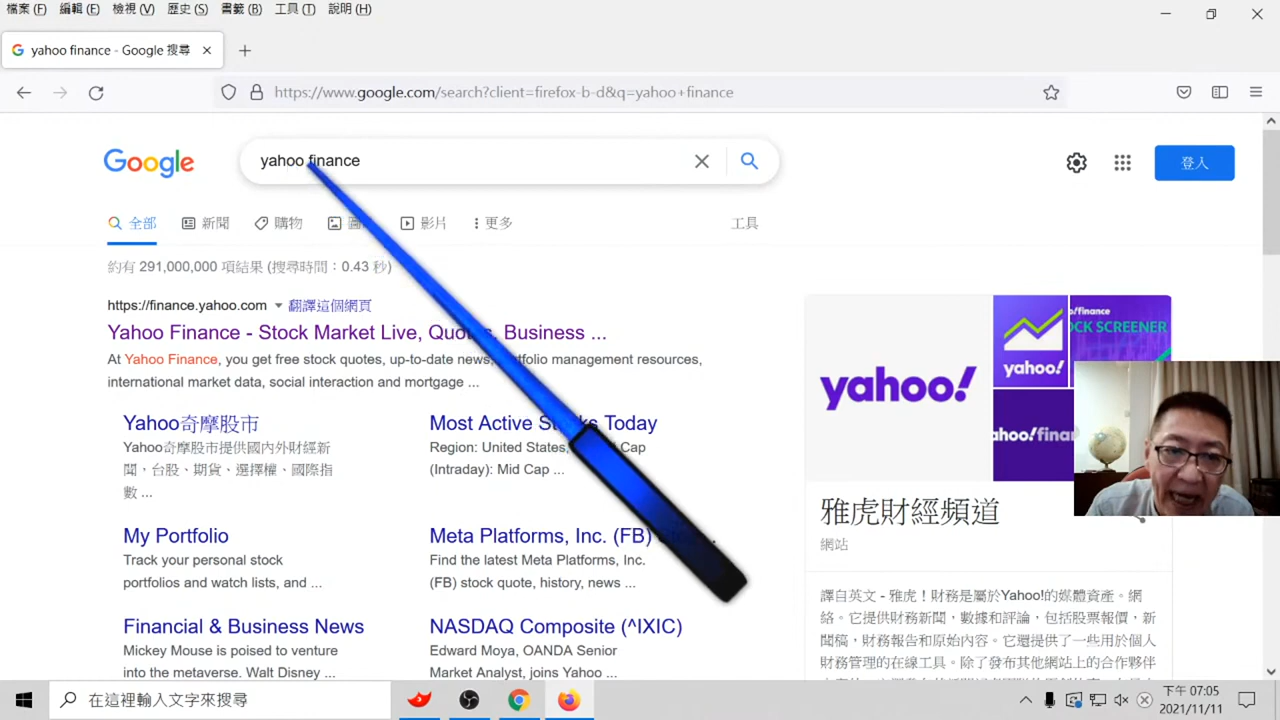 檔案 (F) 編輯 (E) 檢視 (V) 歷史 (S) 書籤 (B) 工具 (T) 說明 (H)
yahoo finance - Google 搜尋
https://www.google.com/search?client=firefox-b-d&q=yahoo+finance
Google
yahoo finance
登入
全部 新聞 購物 影片 更多 工具
約有 291,000,000 項結果 (搜尋時間：0.43 秒)
https://finance.yahoo.com 翻譯這個網頁
Yahoo Finance - Stock Market Live, Quotes, Business ...
At Yahoo Finance, you get free stock quotes, up-to-date news, portfolio management resources,
international market data, social interaction and mortgage ...
Yahoo奇摩股市
Yahoo奇摩股市提供國內外財經新
聞，台股、期貨、選擇權、國際指
數 ...
Most Active Stocks Today
Region: United States, Cap
(Intraday): Mid Cap ...
My Portfolio
Track your personal stock
portfolios and watch lists, and ...
Meta Platforms, Inc. (FB)
Find the latest Meta Platforms, Inc.
(FB) stock quote, history, news ...
Financial & Business News
Mickey Mouse is poised to venture
into the metaverse. Walt Disney ...
NASDAQ Composite (^IXIC)
Edward Moya, OANDA Senior
Market Analyst, joins Yahoo ...
yahoo!
yahoo!
/finance
OCK SCREENER
ahoo!finan
雅虎財經頻道
網站
譯自英文 - 雅虎！財務是屬於Yahoo!的媒體資產。網
絡。它提供財務新聞，數據和評論，包括股票報價，新
聞稿，財務報告和原始內容。它還提供了一些用於個人
財務管理的在線工具。除了發布其他網站上的合作夥伴
在這裡輸入文字來搜尋
下午 07:05
2021/11/11